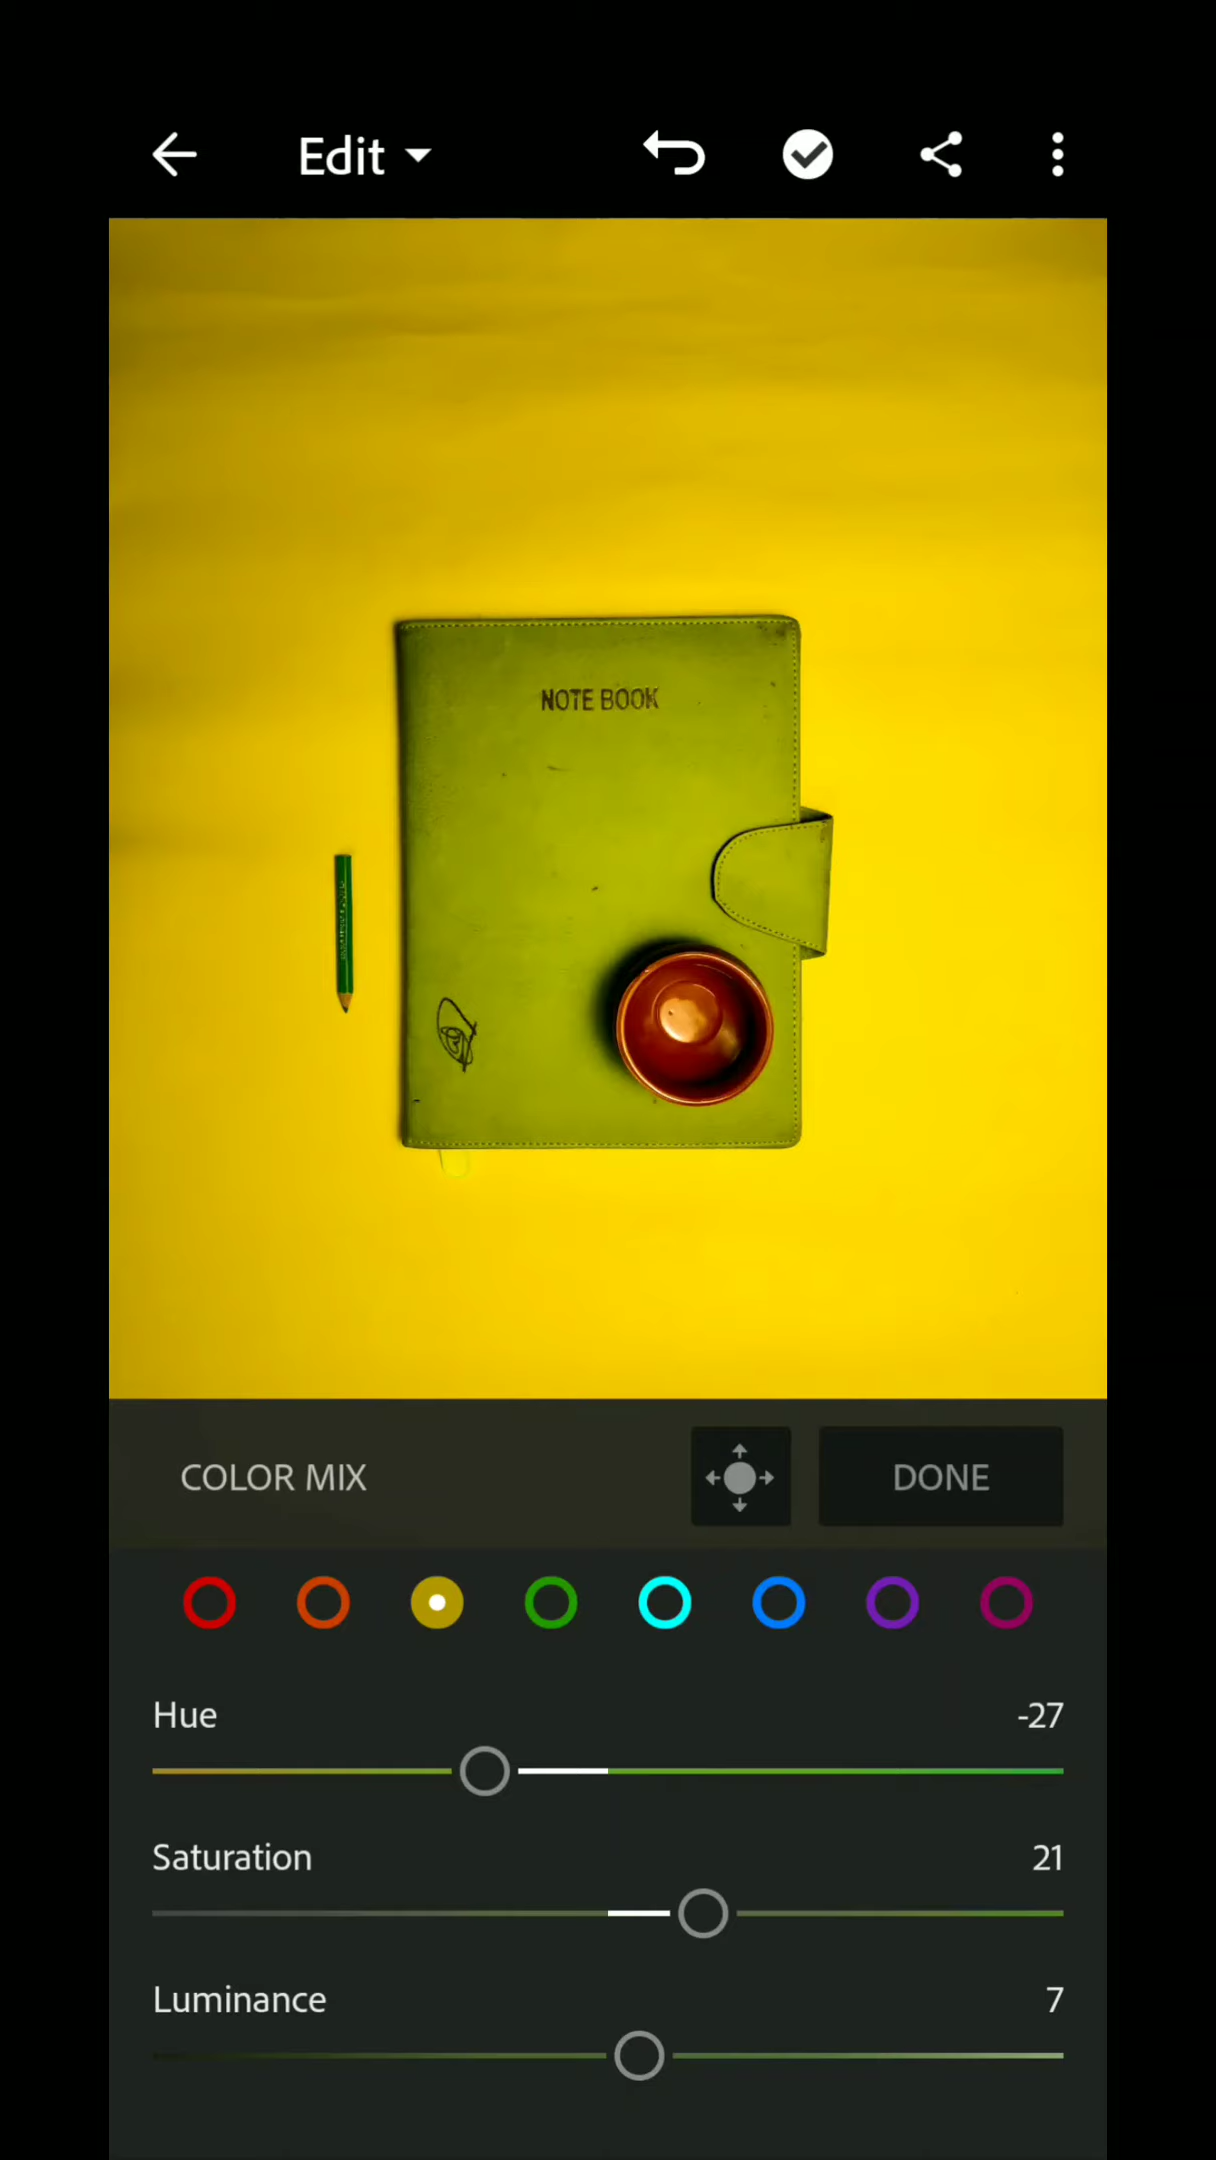 Edit
NOTE BOOK
COLOR MIX
DONE
Hue
-27
Saturation
21
Luminance
7